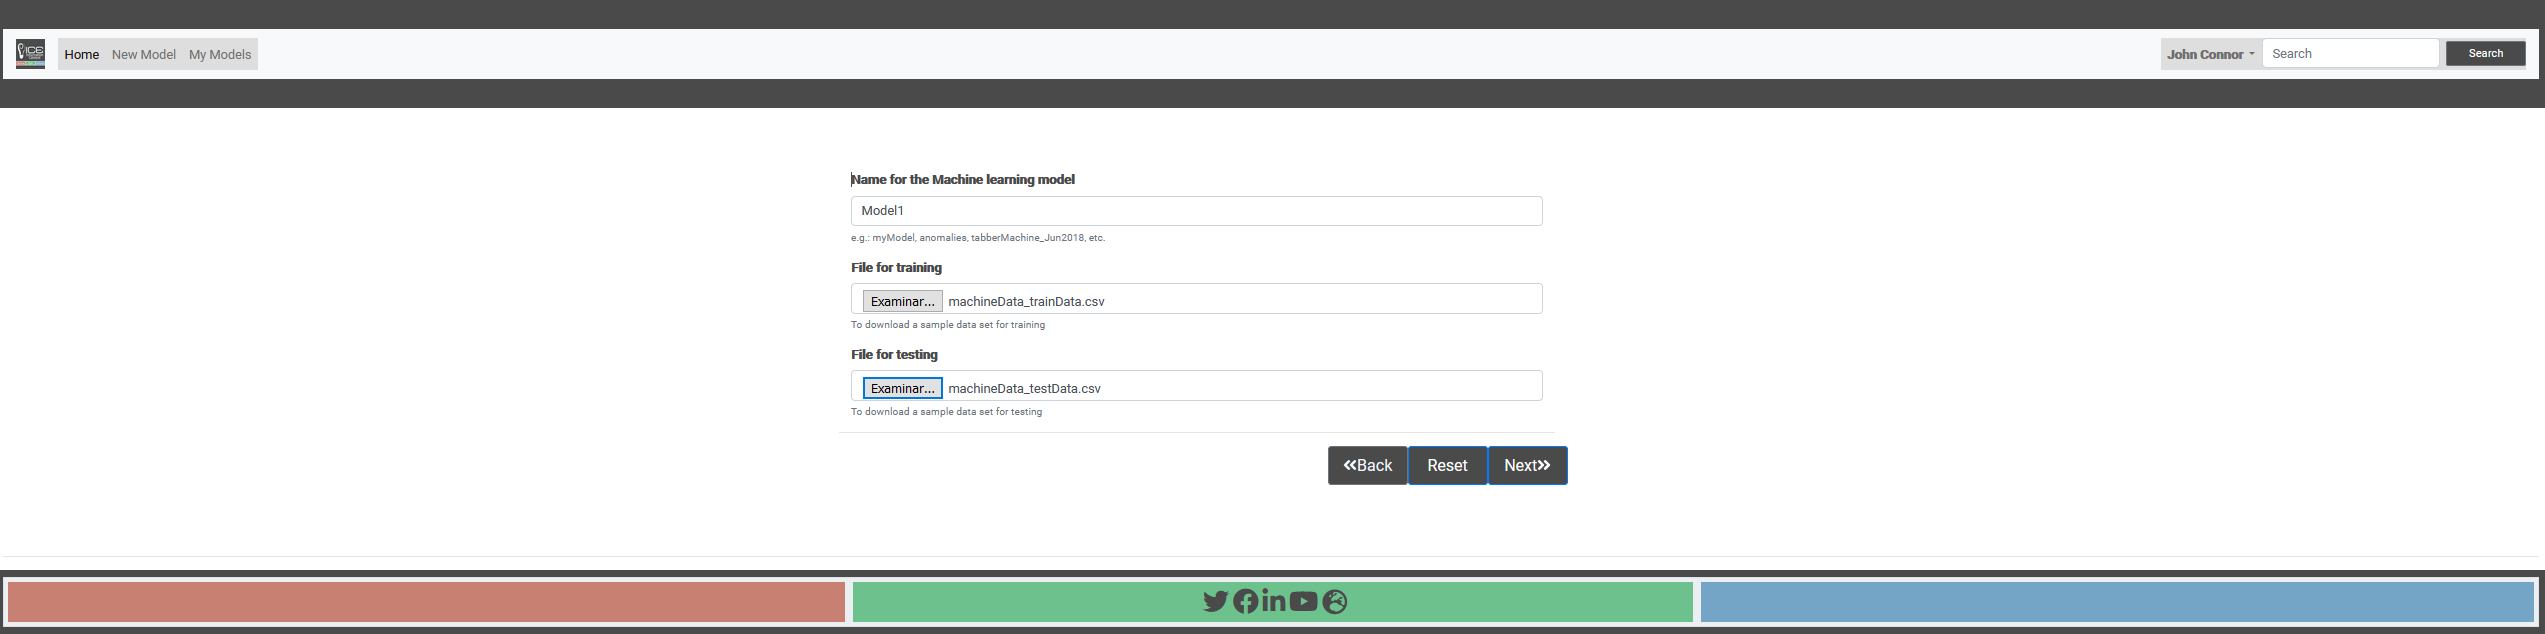 ICE
Home New Model My Models
John Connor Search Search
Name for the Machine learning model
Model1
e.g.: myModel, anomalies, tabberMachine_Jun2018, etc.
File for training
Examinar... machineData_trainData.csv
To download a sample data set for training
File for testing
Examinar... machineData_testData.csv
To download a sample data set for testing
Back Reset Next